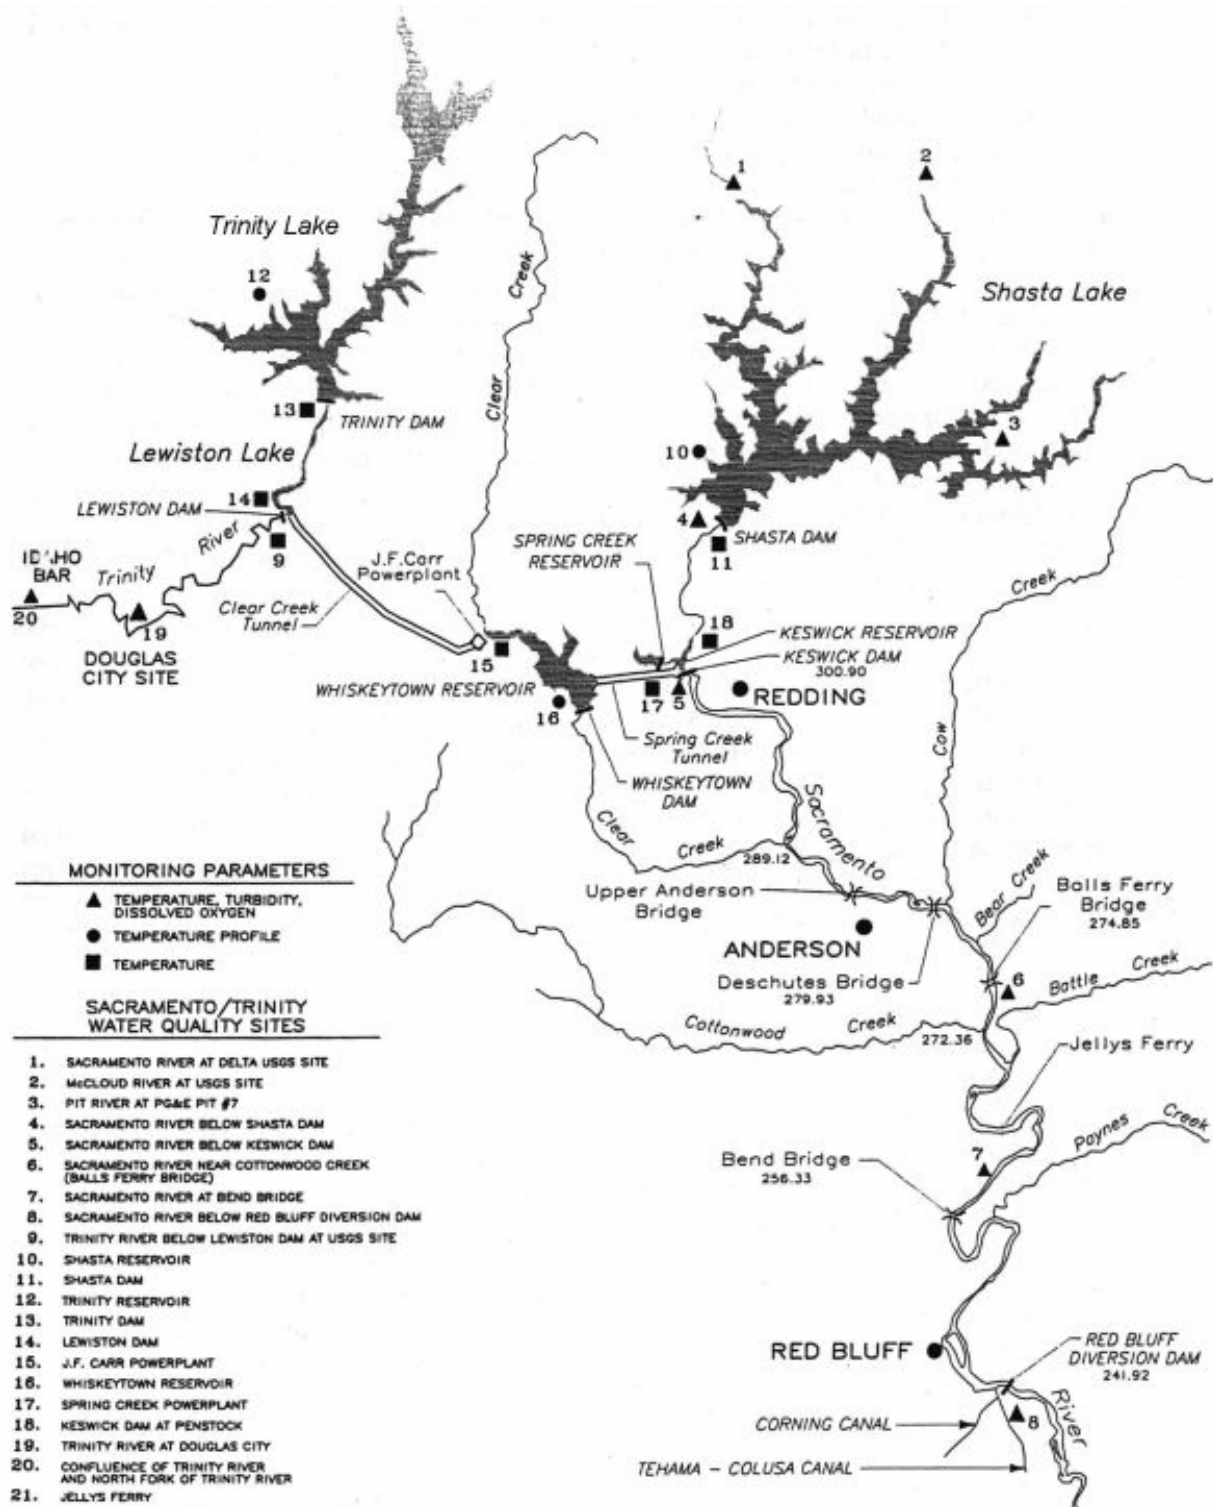 Trinity Lake
12
1
2
Shasta Lake
Creek
Clear
13
TRINITY DAM
3
10
Lewiston Lake
14
LEWISTON DAM
4
SHASTA DAM
11
SPRING CREEK
RESERVOIR
River
9
J.F.Carr
Powerplant
IDAHO
BAR
Trinity
20
19
Clear Creek
Tunnel
DOUGLAS
CITY SITE
Creek
18
KESWICK RESERVOIR
KESWICK DAM
300.90
15
WHISKEYTOWN RESERVOIR
16
17
5
REDDING
Spring Creek
Tunnel
WHISKEYTOWN
DAM
Cow
Sacramento
Clear
Creek
289.12
Upper Anderson
Bridge
Bear Creek
Balls Ferry
Bridge
274.85
ANDERSON
Deschutes Bridge
279.93
6
Battle Creek
Cottonwood Creek
272.36
Jellys Ferry
Paynes Creek
Bend Bridge
256.33
7
RED BLUFF
RED BLUFF
DIVERSION DAM
241.92
River
CORNING CANAL
8
TEHAMA - COLUSA CANAL
MONITORING PARAMETERS
TEMPERATURE, TURBIDITY,
DISSOLVED OXYGEN
TEMPERATURE PROFILE
TEMPERATURE
SACRAMENTO/TRINITY
WATER QUALITY SITES
1. SACRAMENTO RIVER AT DELTA USGS SITE
2. McCLOUD RIVER AT USGS SITE
3. PIT RIVER AT PG&E PIT #7
4. SACRAMENTO RIVER BELOW SHASTA DAM
5. SACRAMENTO RIVER BELOW KESWICK DAM
6. SACRAMENTO RIVER NEAR COTTONWOOD CREEK
(BALLS FERRY BRIDGE)
7. SACRAMENTO RIVER AT BEND BRIDGE
8. SACRAMENTO RIVER BELOW RED BLUFF DIVERSION DAM
9. TRINITY RIVER BELOW LEWISTON DAM AT USGS SITE
10. SHASTA RESERVOIR
11. SHASTA DAM
12. TRINITY RESERVOIR
13. TRINITY DAM
14. LEWISTON DAM
15. J.F. CARR POWERPLANT
16. WHISKEYTOWN RESERVOIR
17. SPRING CREEK POWERPLANT
18. KESWICK DAM AT PENSTOCK
19. TRINITY RIVER AT DOUGLAS CITY
20. CONFLUENCE OF TRINITY RIVER
AND NORTH FORK OF TRINITY RIVER
21. JELLYS FERRY